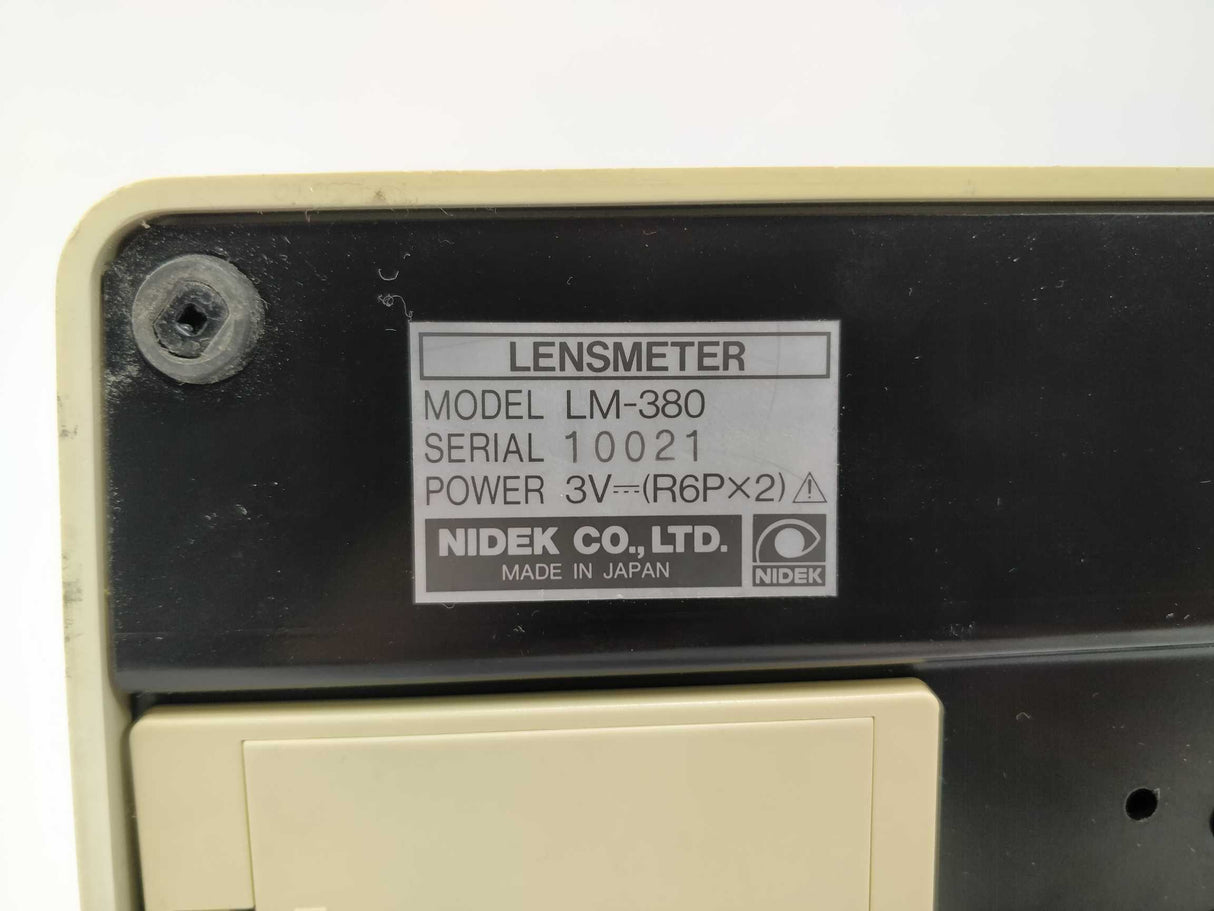 LENSMETER
MODEL LM-380
SERIAL 10021
POWER 3V⎓(R6P×2) ⚠
NIDEK CO., LTD.
MADE IN JAPAN
NIDEK